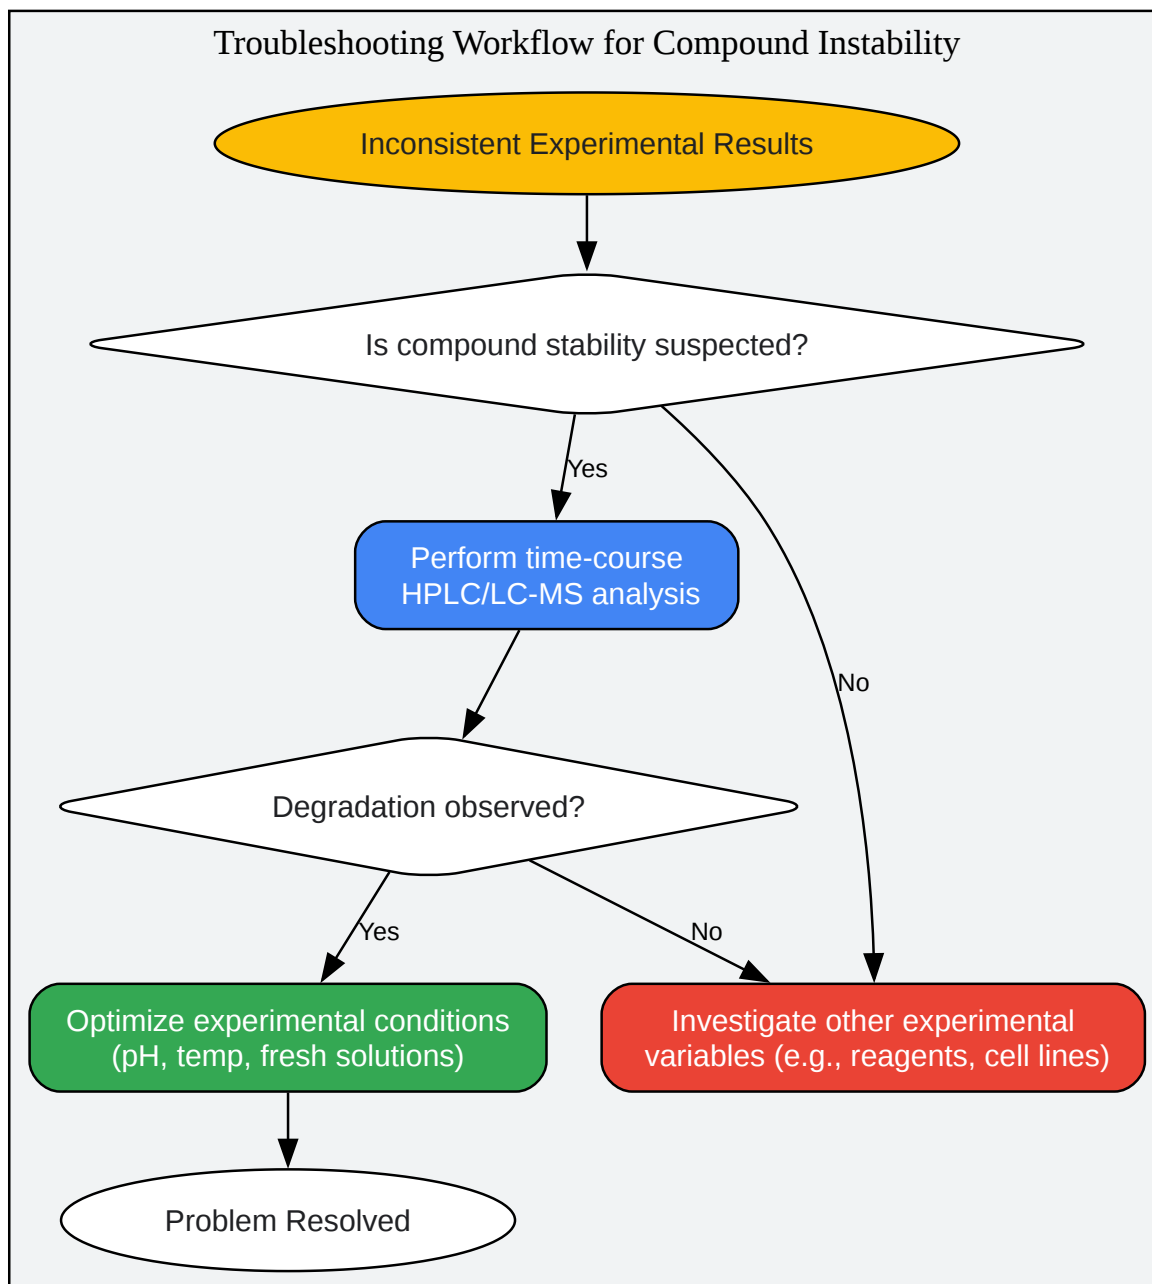 Troubleshooting Workflow for Compound Instability
Inconsistent Experimental Results
Is compound stability suspected?
Yes
Perform time-course
HPLC/LC-MS analysis
No
Degradation observed?
Yes
No
Optimize experimental conditions
(pH, temp, fresh solutions)
Investigate other experimental
variables (e.g., reagents, cell lines)
Problem Resolved